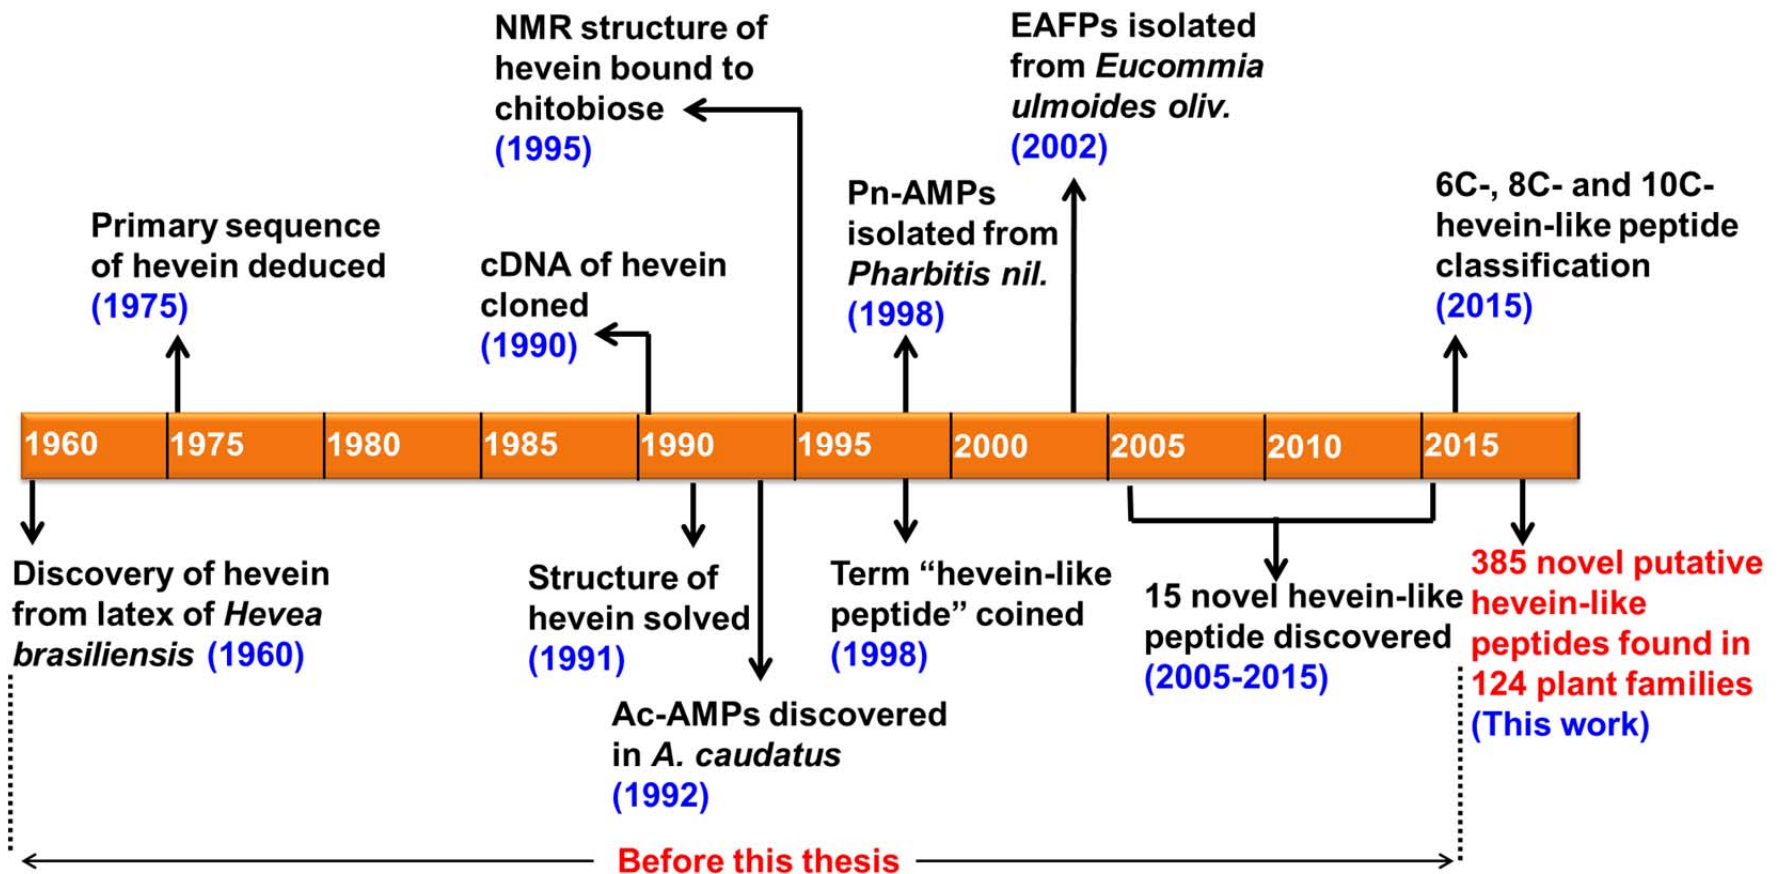 NMR structure of
hevein bound to
chitobiose
(1995)
EAFPs isolated
from Eucommia
ulmoides oliv.
(2002)
Primary sequence
of hevein deduced
(1975)
cDNA of hevein
cloned
(1990)
Pn-AMPs
isolated from
Pharbitis nil.
(1998)
6C-, 8C- and 10C-
hevein-like peptide
classification
(2015)
1960 1975 1980 1985 1990 1995 2000 2005 2010 2015
Discovery of hevein
from latex of Hevea
brasiliensis (1960)
Structure of
hevein solved
(1991)
Ac-AMPs discovered
in A. caudatus
(1992)
Term “hevein-like
peptide” coined
(1998)
15 novel hevein-like
peptide discovered
(2005-2015)
385 novel putative
hevein-like
peptides found in
124 plant families
(This work)
Before this thesis